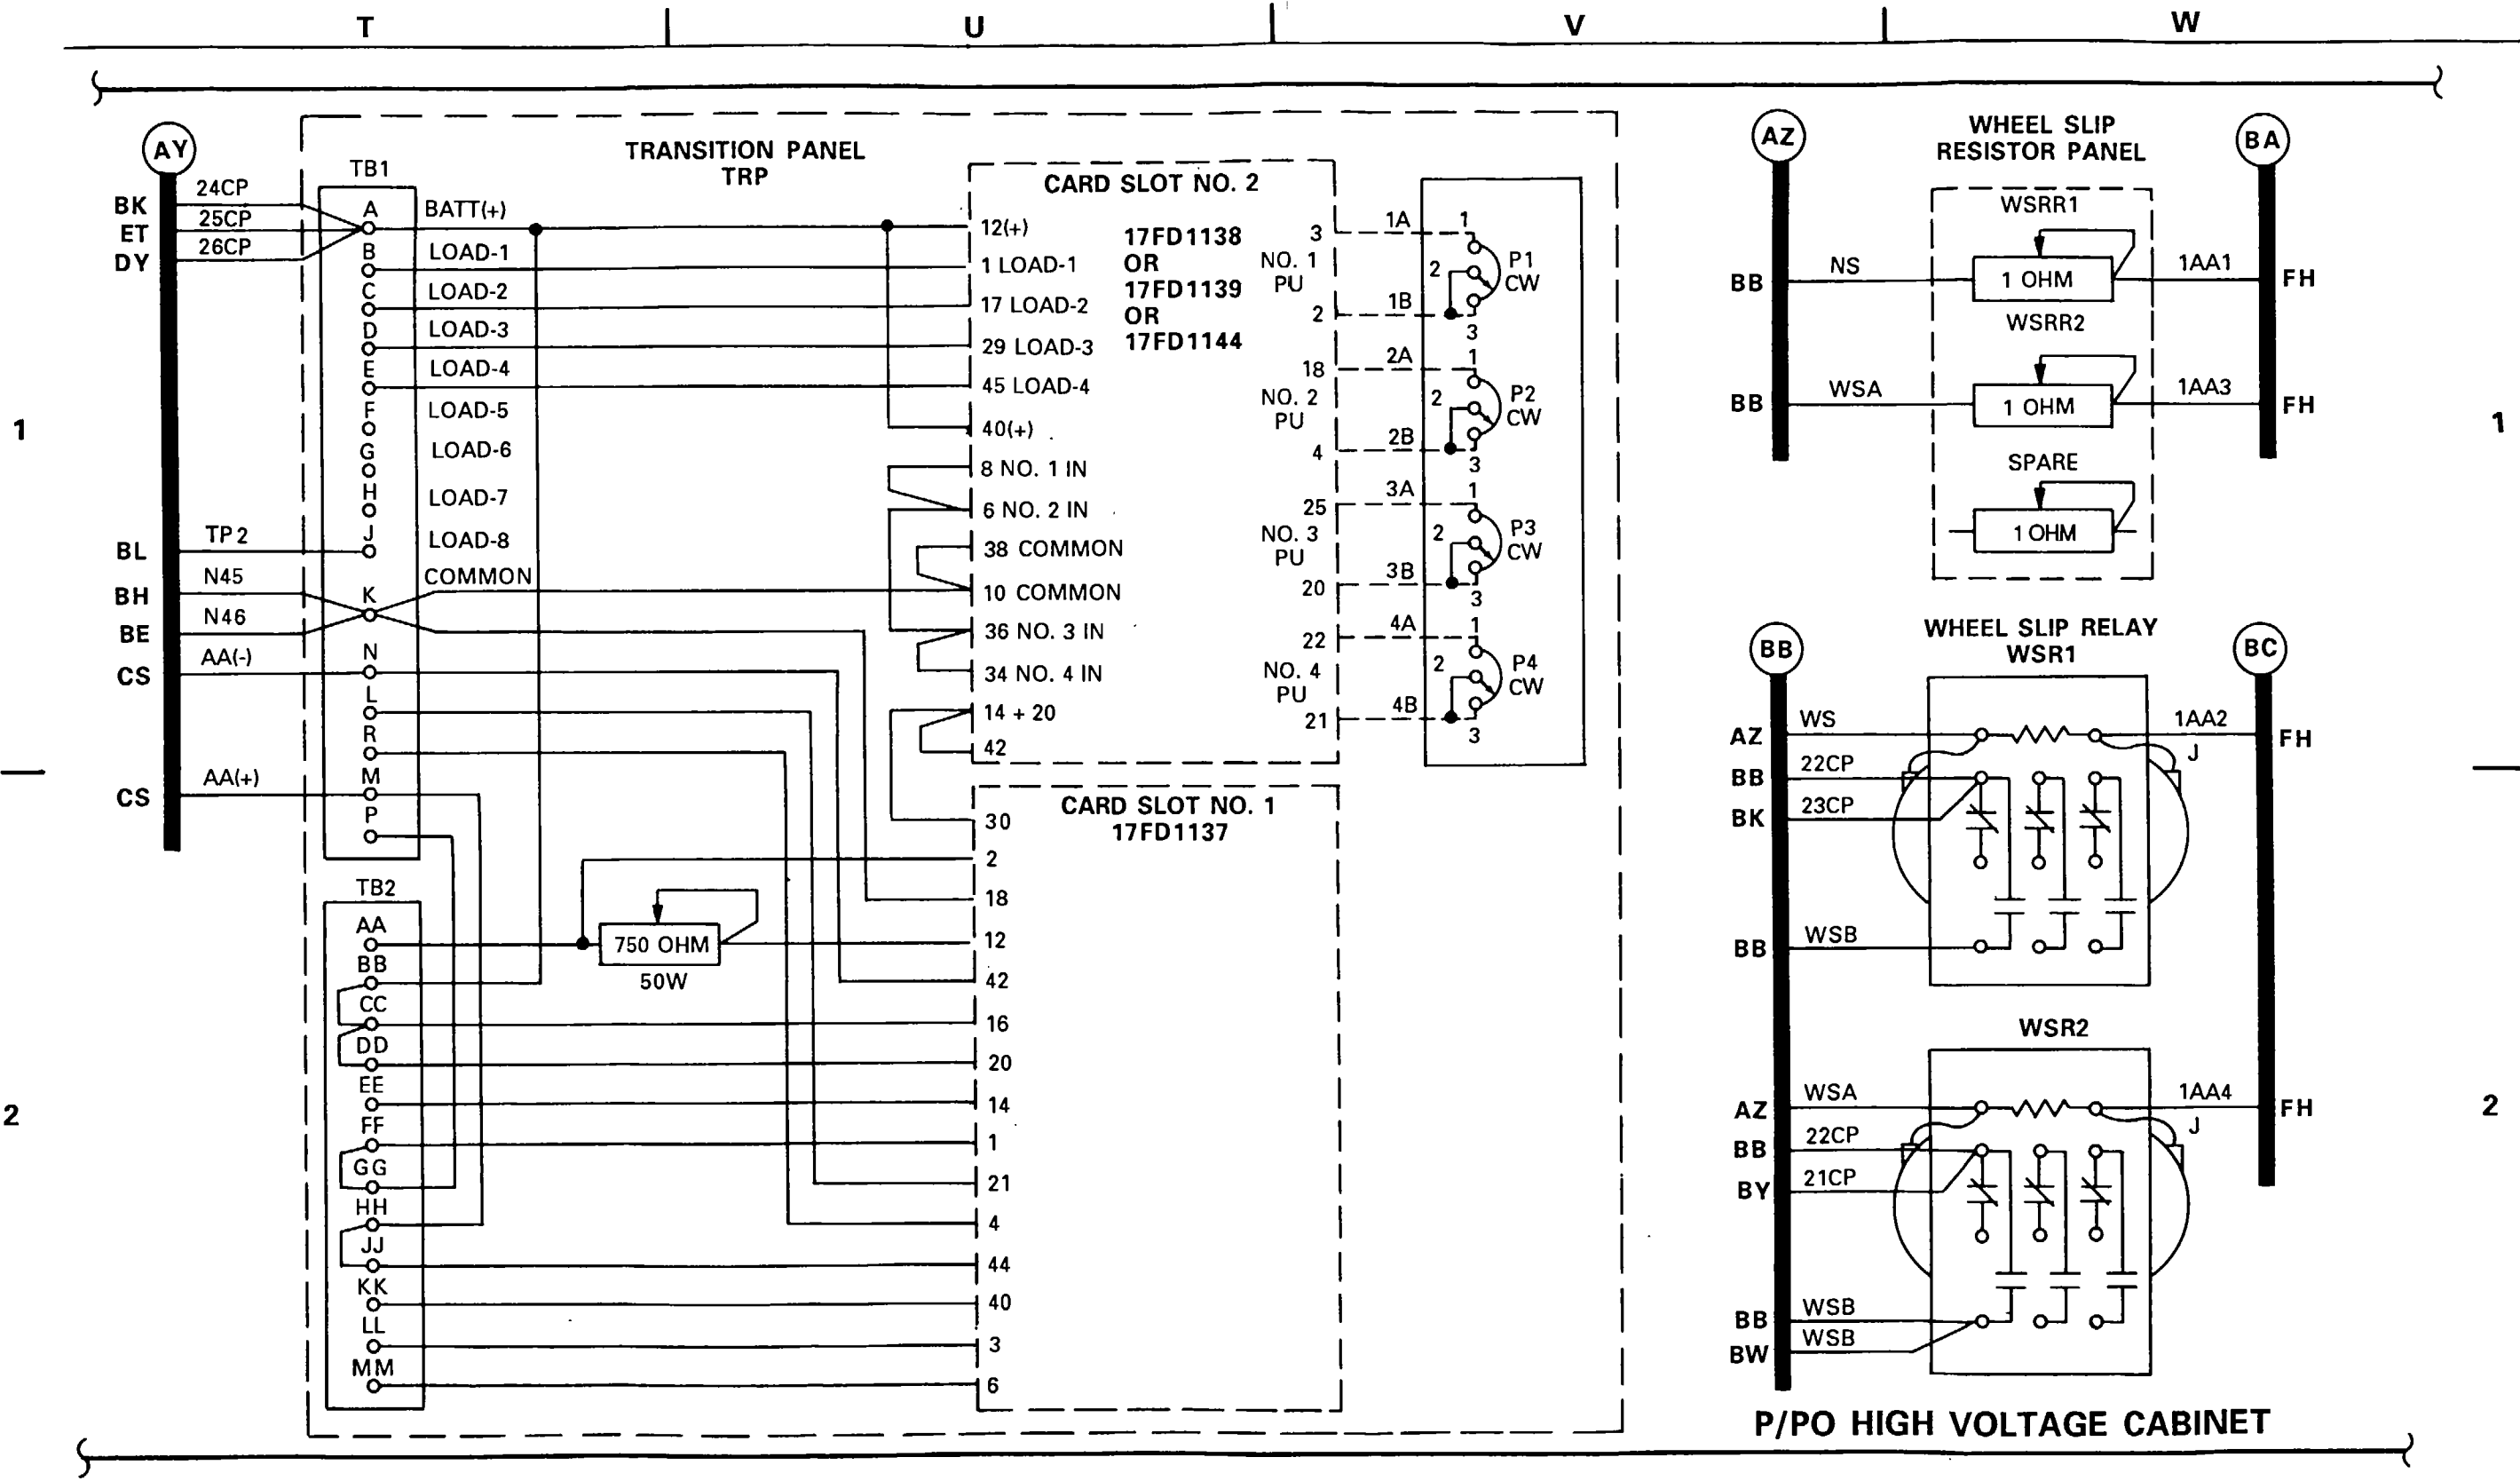 T U V W
AY
BK 24CP
ET 25CP
DY 26CP
BL TP2
BH N45
BE N46
CS AA(-)
CS AA(+)
1
2
TRANSITION PANEL
TRP
TB1
A BATT(+)
B LOAD-1
C LOAD-2
D LOAD-3
E LOAD-4
F LOAD-5
G LOAD-6
H LOAD-7
J LOAD-8
K COMMON
N
L
R
M
P
TB2
AA
BB
CC
DD
EE
FF
GG
HH
JJ
KK
LL
MM
750 OHM
50W
CARD SLOT NO. 2
12(+)
1 LOAD-1
17 LOAD-2
29 LOAD-3
45 LOAD-4
40(+)
8 NO. 1 IN
6 NO. 2 IN
38 COMMON
10 COMMON
36 NO. 3 IN
34 NO. 4 IN
14 + 20
42
17FD1138
OR
17FD1139
OR
17FD1144
3 1A 1
NO. 1
PU
2 P1
CW
2 1B 3
18 2A 1
NO. 2
PU
2 P2
CW
4 2B 3
25 3A 1
NO. 3
PU
2 P3
CW
20 3B 3
22 4A 1
NO. 4
PU
2 P4
CW
21 4B 3
CARD SLOT NO. 1
17FD1137
30
2
18
12
42
16
20
14
1
21
4
44
40
3
6
AZ
WHEEL SLIP
RESISTOR PANEL
BA
WSRR1
BB NS 1 OHM 1AA1 FH
WSRR2
BB WSA 1 OHM 1AA3 FH
SPARE
1 OHM
1
BB
WHEEL SLIP RELAY
WSR1
BC
AZ WS 1AA2 FH
J
BB 22CP
BK 23CP
BB WSB
WSR2
AZ WSA 1AA4 FH
J
BB 22CP
BY 21CP
BB WSB
BW WSB
2
P/PO HIGH VOLTAGE CABINET